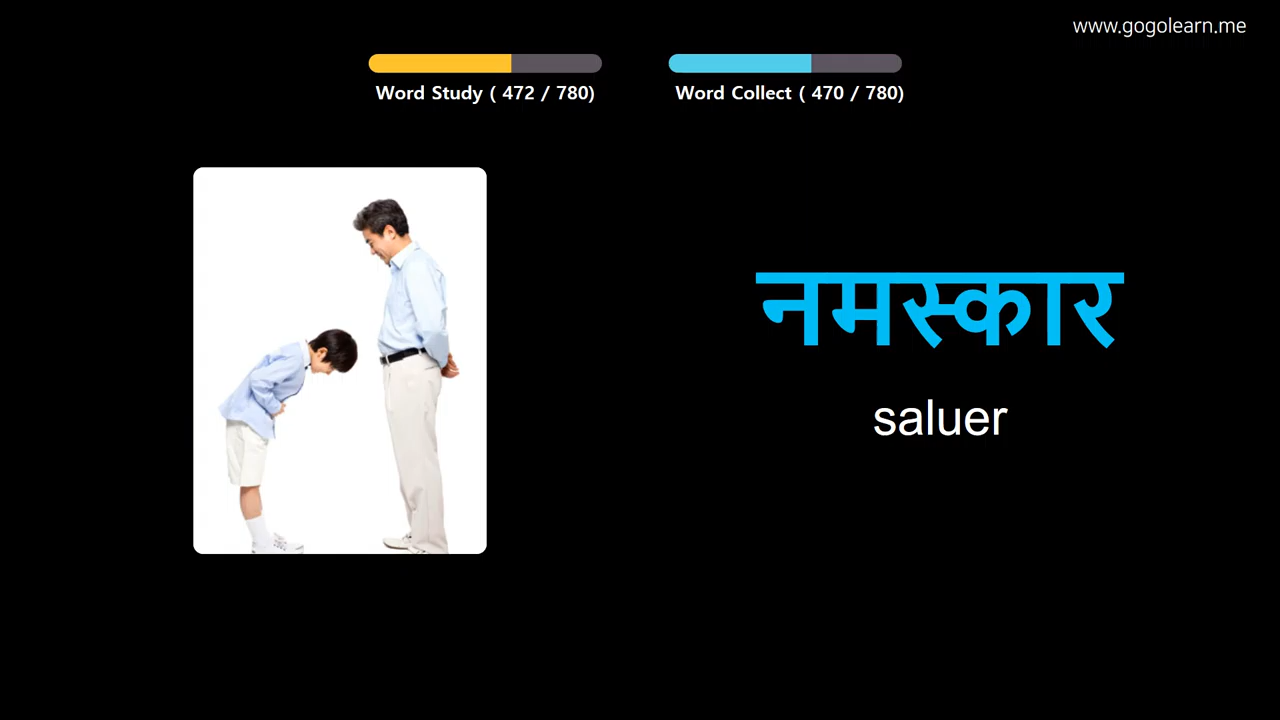 www.gogolearn.me
Word Study ( 472 / 780)
Word Collect ( 470 / 780)
नमस्कार
saluer